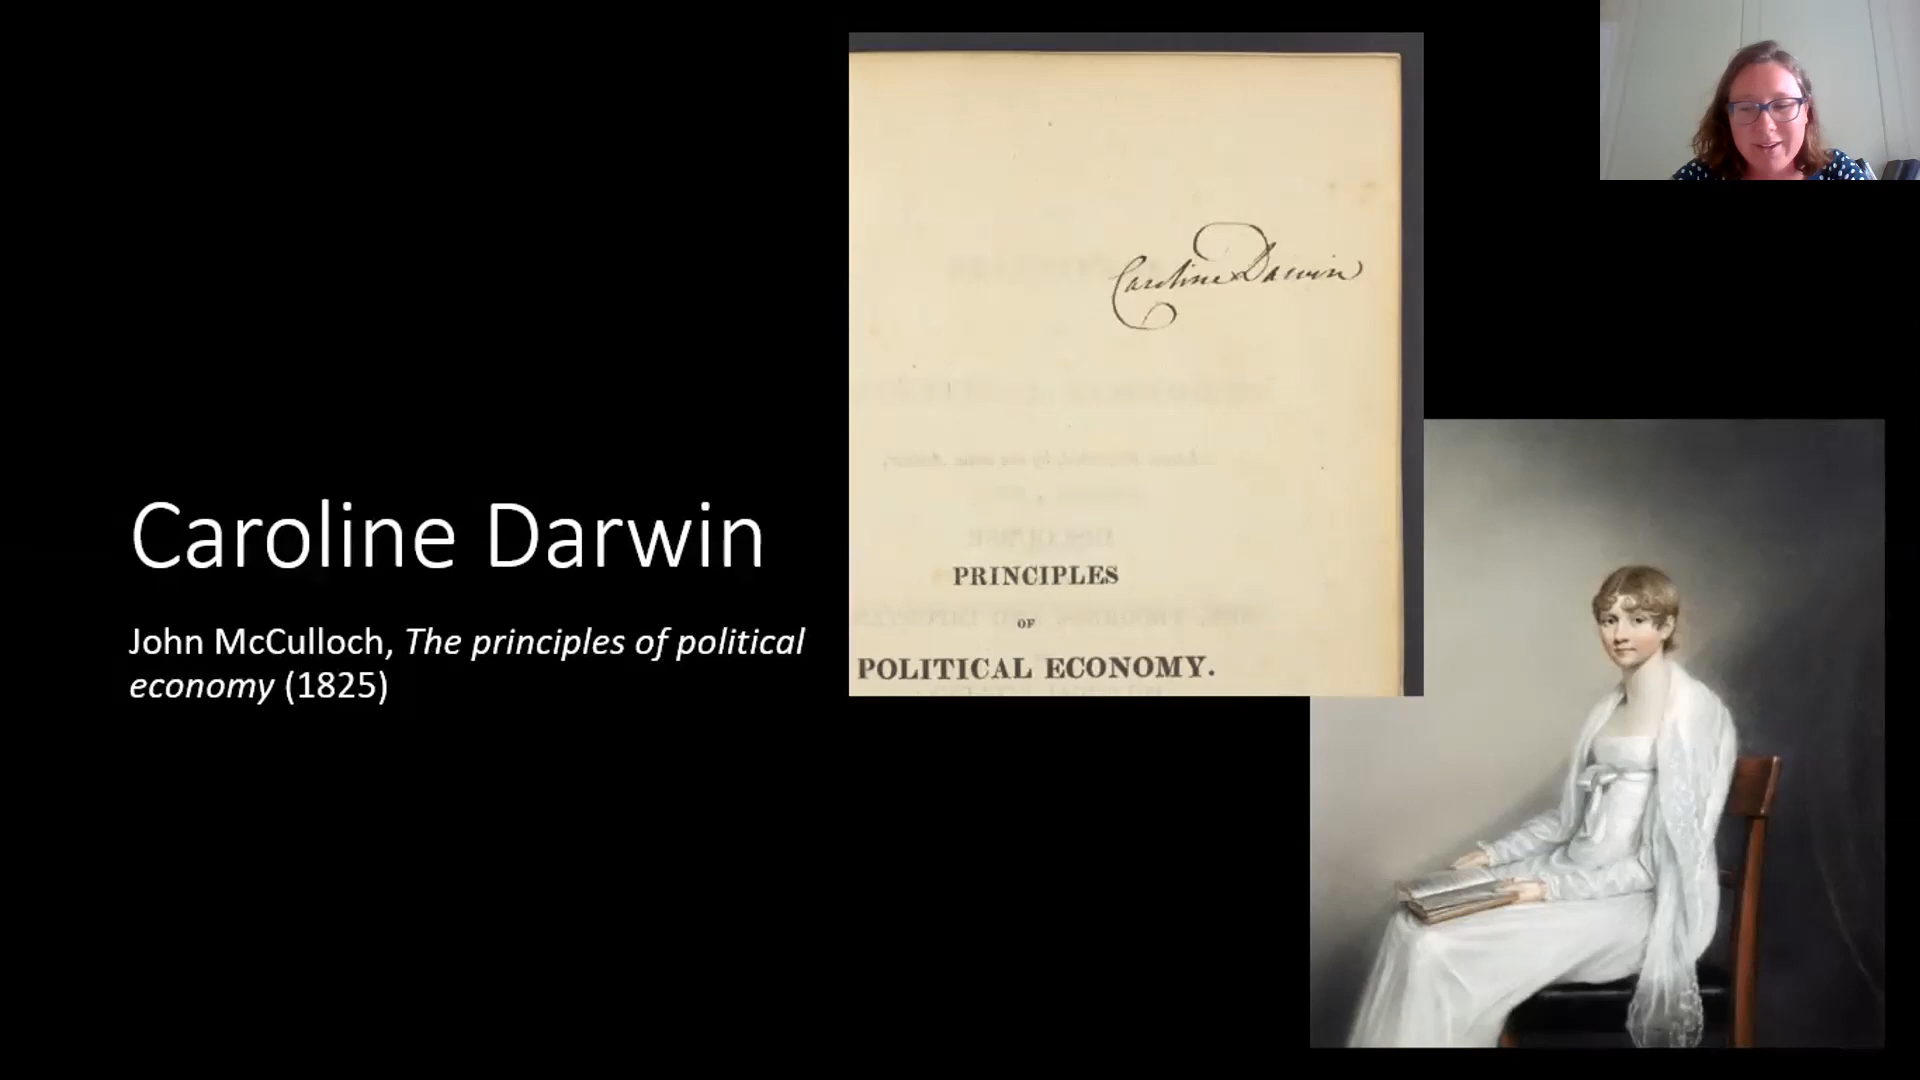 Caroline Darwin
John McCulloch, The principles of political
economy (1825)
Caroline Darwin
PRINCIPLES
OF
POLITICAL ECONOMY.